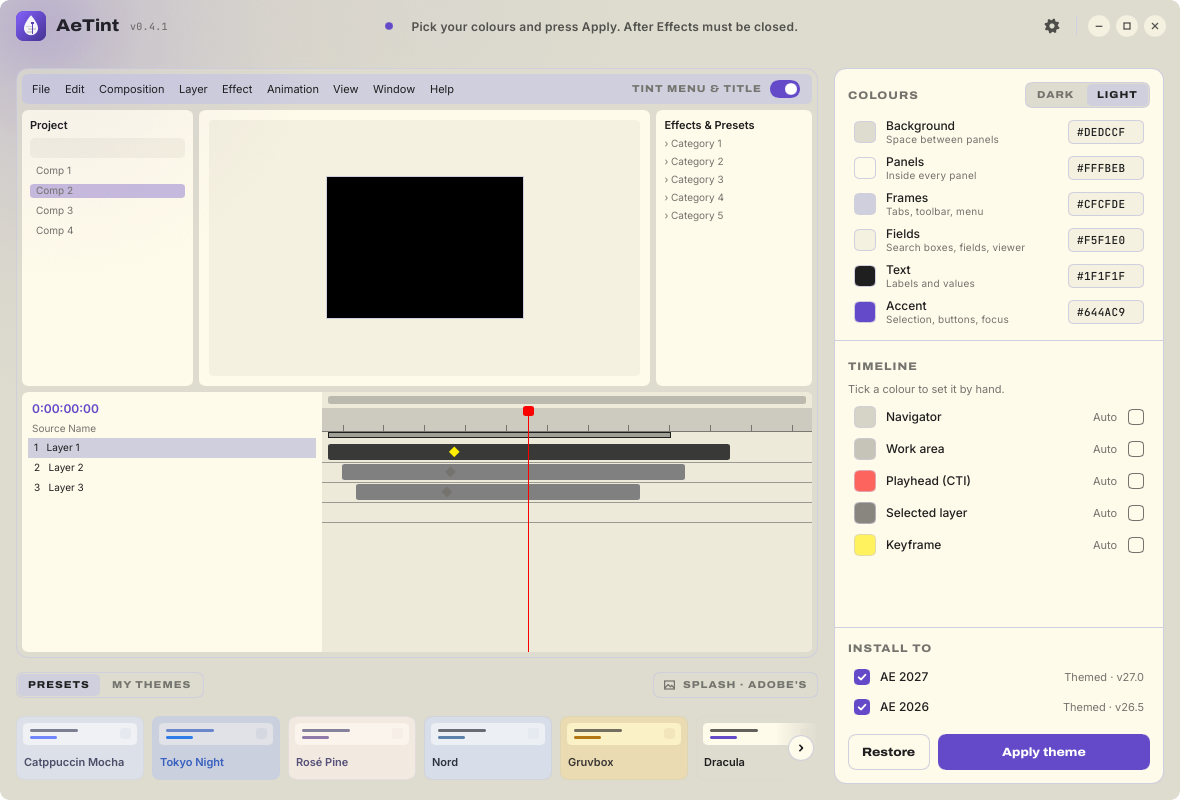 AeTint v0.4.1
Pick your colours and press Apply. After Effects must be closed.
File Edit Composition Layer Effect Animation View Window Help
TINT MENU & TITLE
Project
Comp 1
Comp 2
Comp 3
Comp 4
Effects & Presets
› Category 1
› Category 2
› Category 3
› Category 4
› Category 5
0:00:00:00
Source Name
1 Layer 1
2 Layer 2
3 Layer 3
PRESETS MY THEMES
SPLASH · ADOBE'S
Catppuccin Mocha
Tokyo Night
Rosé Pine
Nord
Gruvbox
Dracula
COLOURS
DARK LIGHT
Background #DEDCCF
Space between panels
Panels #FFFBEB
Inside every panel
Frames #CFCFDE
Tabs, toolbar, menu
Fields #F5F1E0
Search boxes, fields, viewer
Text #1F1F1F
Labels and values
Accent #644AC9
Selection, buttons, focus
TIMELINE
Tick a colour to set it by hand.
Navigator Auto
Work area Auto
Playhead (CTI) Auto
Selected layer Auto
Keyframe Auto
INSTALL TO
AE 2027 Themed · v27.0
AE 2026 Themed · v26.5
Restore
Apply theme